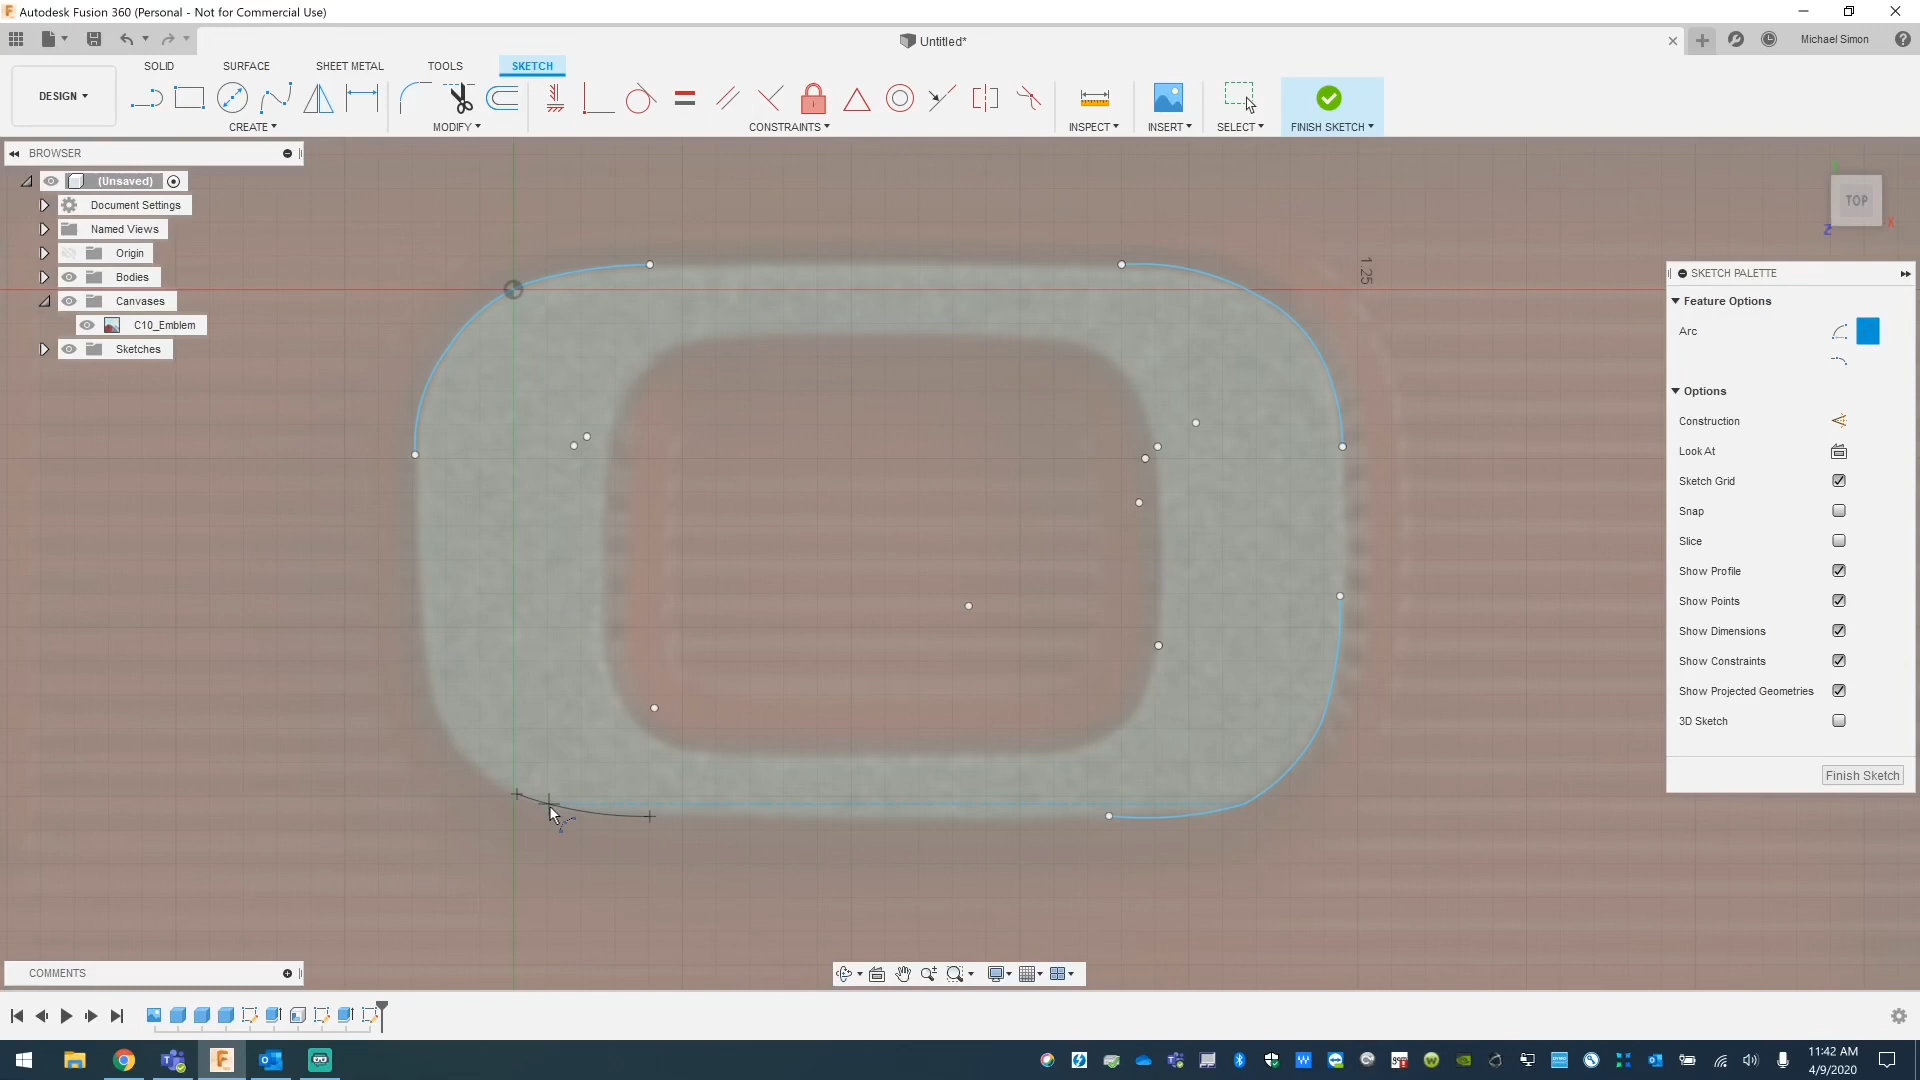 Autodesk Fusion 360 (Personal - Not for Commercial Use)
Untitled*
Michael Simon
DESIGN
SOLID
SURFACE
SHEET METAL
TOOLS
SKETCH
CREATE
MODIFY
CONSTRAINTS
INSPECT
INSERT
SELECT
FINISH SKETCH
BROWSER
(Unsaved)
Document Settings
Named Views
Origin
Bodies
Canvases
C10_Emblem
Sketches
1.25
TOP
Z
X
SKETCH PALETTE
Feature Options
Arc
Options
Construction
Look At
Sketch Grid
Snap
Slice
Show Profile
Show Points
Show Dimensions
Show Constraints
Show Projected Geometries
3D Sketch
Finish Sketch
COMMENTS
11:42 AM
4/9/2020